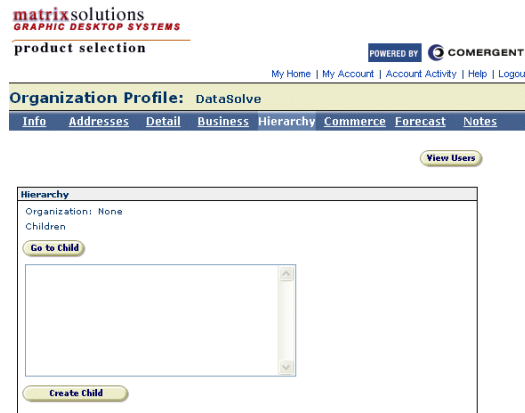 matrixsolutions
GRAPHIC DESKTOP SYSTEMS
product selection
POWERED BY COMERGENT
My Home | My Account | Account Activity | Help | Logou
Organization Profile: DataSolve
Info Addresses Detail Business Hierarchy Commerce Forecast Notes
View Users
Hierarchy
Organization: None
Children
Go to Child
Create Child